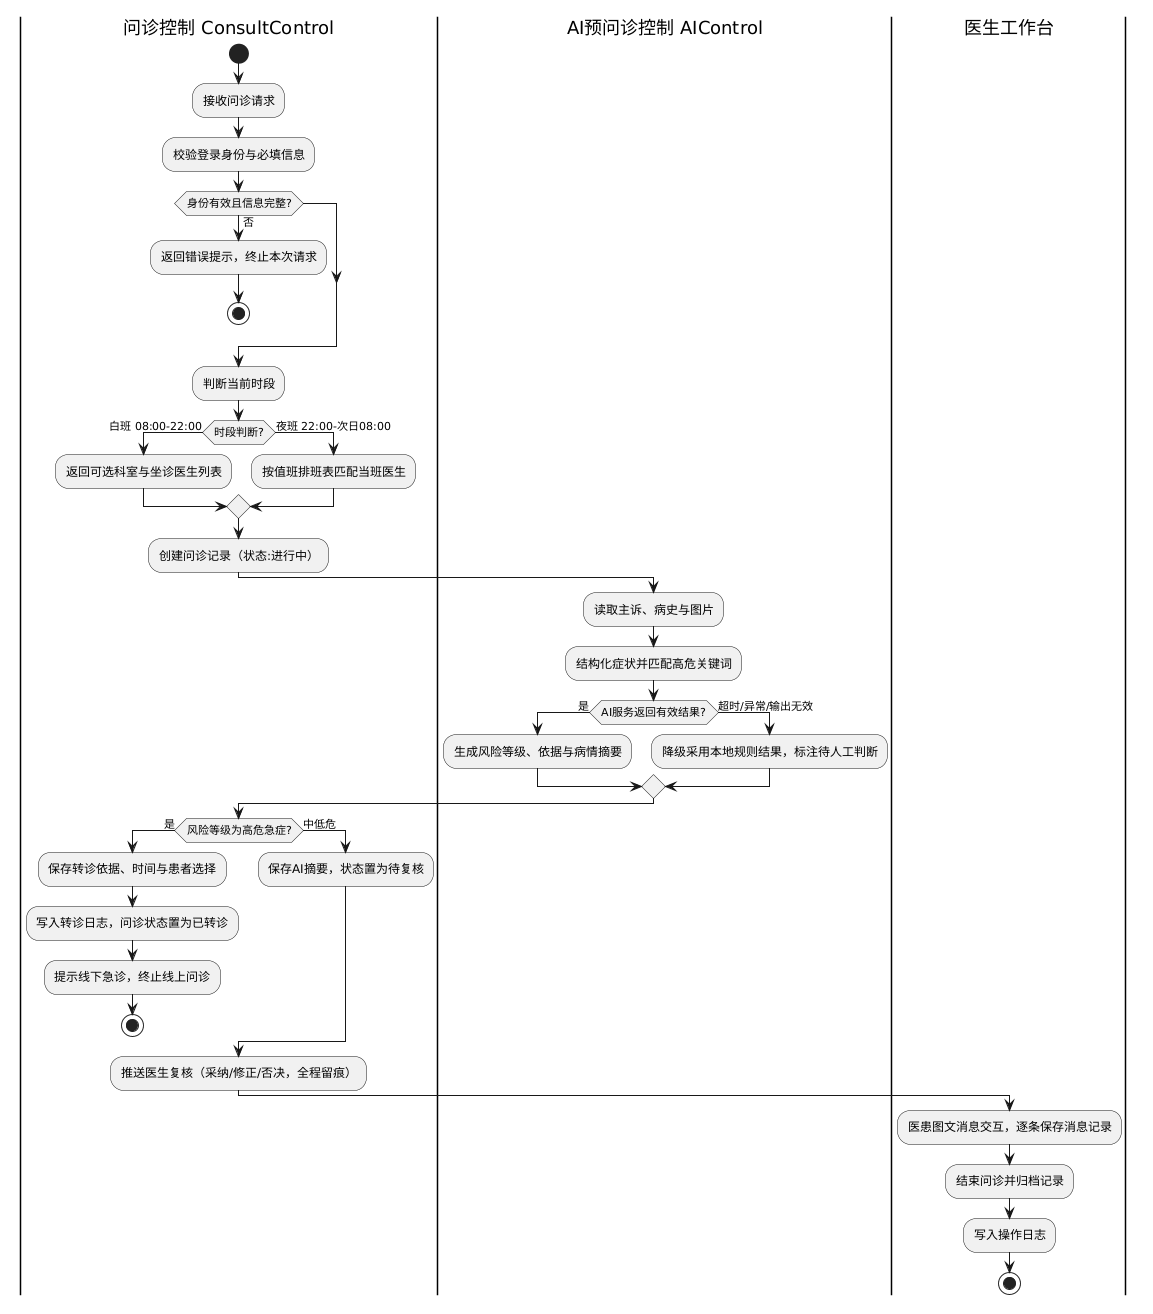 问诊控制 ConsultControl
AI预问诊控制 AIControl
医生工作台
接收问诊请求
校验登录身份与必填信息
身份有效且信息完整?
否
返回错误提示，终止本次请求
判断当前时段
白班 08:00-22:00
时段判断?
夜班 22:00-次日08:00
返回可选科室与坐诊医生列表
按值班排班表匹配当班医生
创建问诊记录（状态:进行中）
读取主诉、病史与图片
结构化症状并匹配高危关键词
是
AI服务返回有效结果?
超时/异常/输出无效
生成风险等级、依据与病情摘要
降级采用本地规则结果，标注待人工判断
是
风险等级为高危急症?
中低危
保存转诊依据、时间与患者选择
保存AI摘要，状态置为待复核
写入转诊日志，问诊状态置为已转诊
提示线下急诊，终止线上问诊
推送医生复核（采纳/修正/否决，全程留痕）
医患图文消息交互，逐条保存消息记录
结束问诊并归档记录
写入操作日志